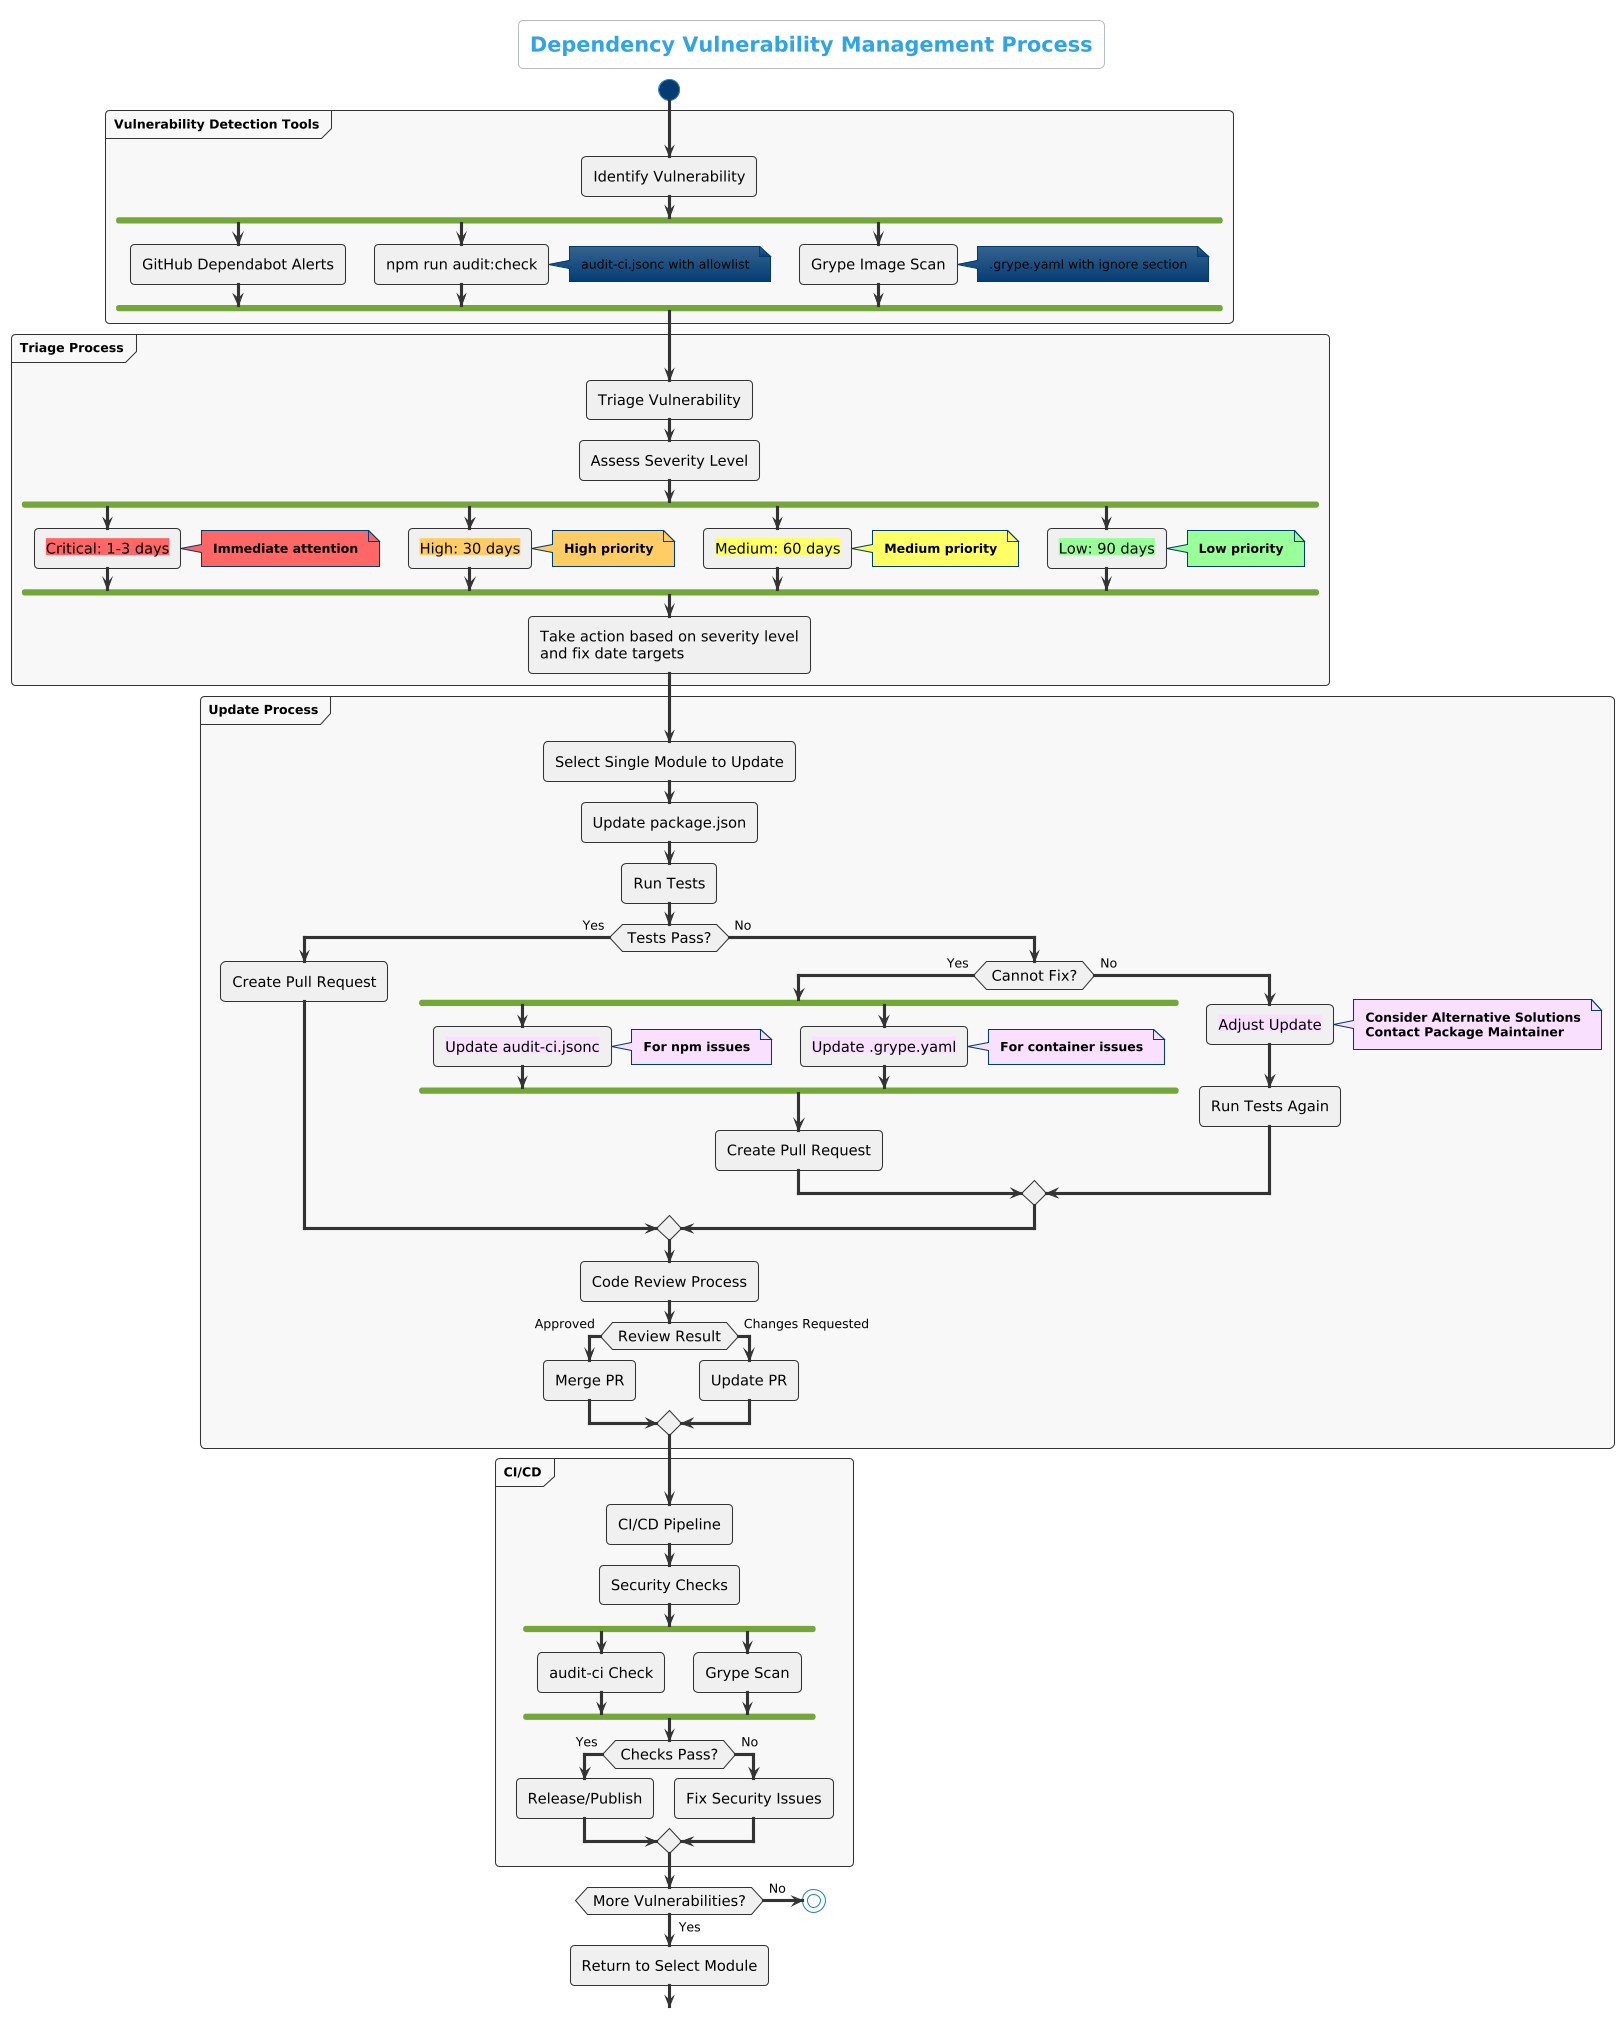 Dependency Vulnerability Management Process
Vulnerability Detection Tools
Identify Vulnerability
GitHub Dependabot Alerts
npm run audit:check
audit-ci.jsonc with allowlist
Grype Image Scan
.grype.yaml with ignore section
Triage Process
Triage Vulnerability
Assess Severity Level
Critical: 1-3 days
Immediate attention
High: 30 days
High priority
Medium: 60 days
Medium priority
Low: 90 days
Low priority
Take action based on severity level
and fix date targets
Update Process
Select Single Module to Update
Update package.json
Run Tests
Yes
Tests Pass?
No
Create Pull Request
Yes
Cannot Fix?
No
Update audit-ci.jsonc
For npm issues
Update .grype.yaml
For container issues
Adjust Update
Consider Alternative Solutions
Contact Package Maintainer
Run Tests Again
Create Pull Request
Code Review Process
Approved
Review Result
Changes Requested
Merge PR
Update PR
CI/CD
CI/CD Pipeline
Security Checks
audit-ci Check
Grype Scan
Yes
Checks Pass?
No
Release/Publish
Fix Security Issues
More Vulnerabilities?
No
Yes
Return to Select Module